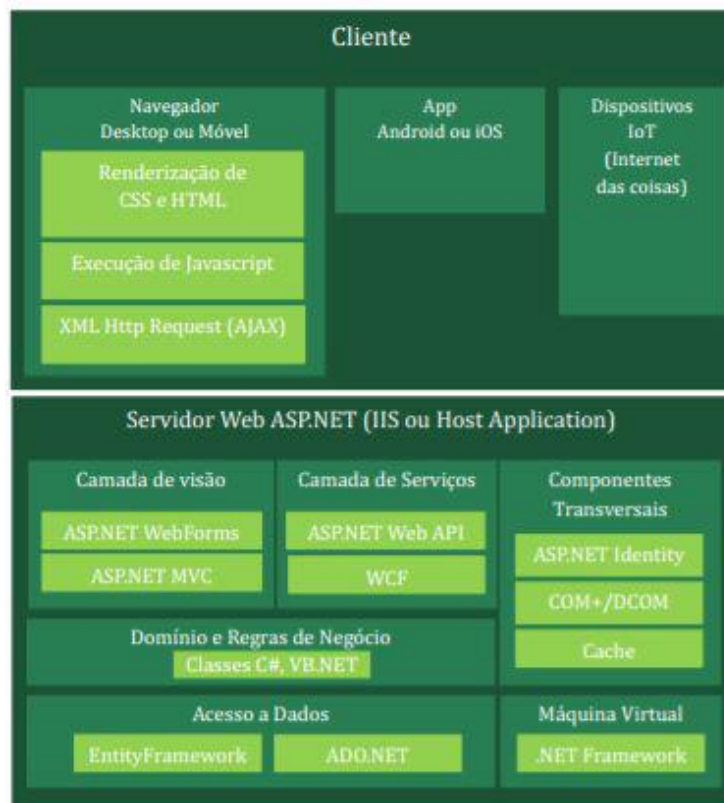 Cliente
Navegador
Desktop ou Móvel
Renderização de
CSS e HTML
Execução de Javascript
XML Http Request (AJAX)
App
Android ou iOS
Dispositivos
IoT
(Internet
das coisas)
Servidor Web ASP.NET (IIS ou Host Application)
Camada de visão
ASP.NET WebForms
ASP.NET MVC
Camada de Serviços
ASP.NET Web API
WCF
Componentes
Transversais
ASP.NET Identity
COM+/DCOM
Cache
Domínio e Regras de Negócio
Classes C#, VB.NET
Acesso a Dados
EntityFramework
ADO.NET
Máquina Virtual
.NET Framework